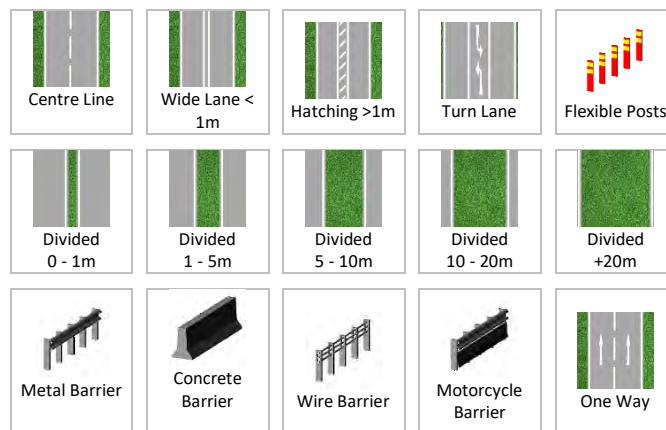 Centre Line
Wide Lane <
1m
Hatching >1m
Turn Lane
Flexible Posts
Divided
0 - 1m
Divided
1 - 5m
Divided
5 - 10m
Divided
10 - 20m
Divided
+20m
Metal Barrier
Concrete
Barrier
Wire Barrier
Motorcycle
Barrier
One Way